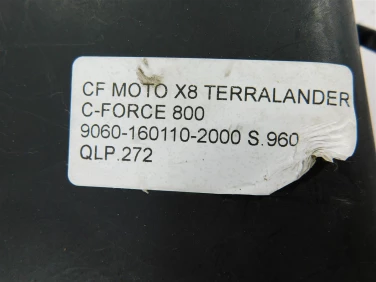 CF MOTO X8 TERRALANDER
C-FORCE 800
9060-160110-2000 S.960
QLP.272